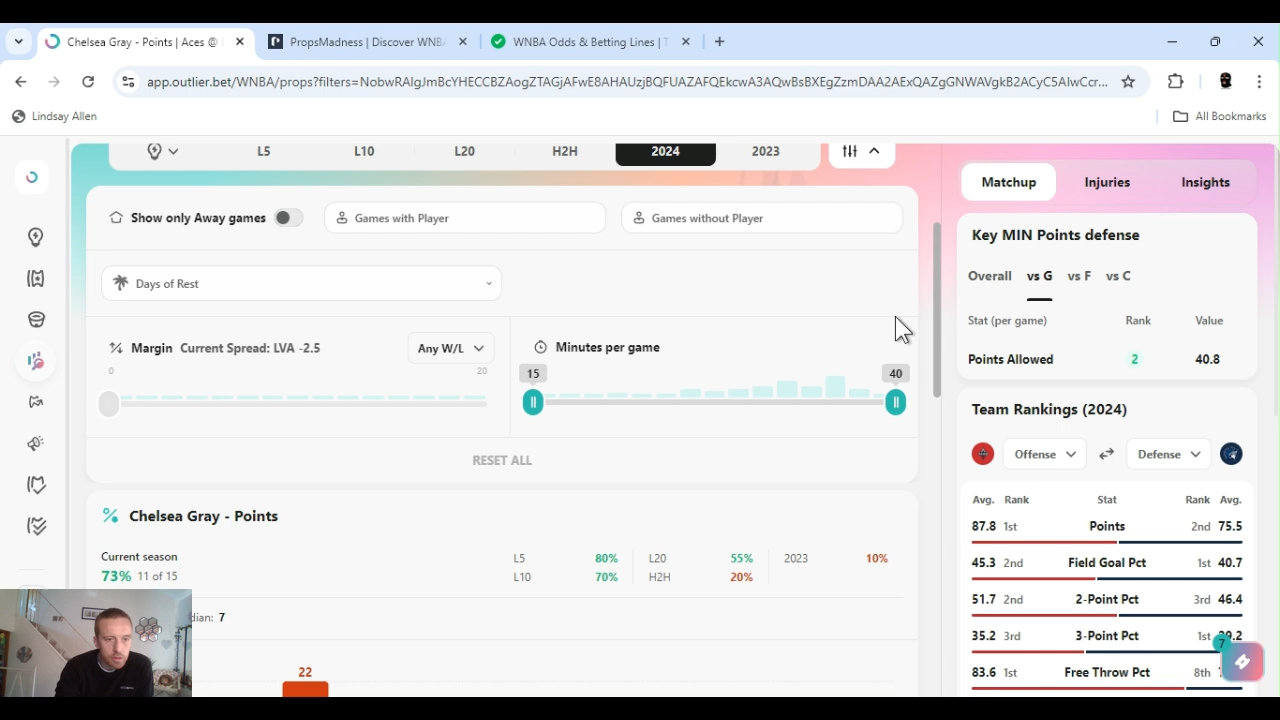 Chelsea Gray - Points | Aces @
PropsMadness | Discover WNB
WNBA Odds & Betting Lines | T
app.outlier.bet/WNBA/props?filters=NobwRAlgJmBcYHECCBZAogZTAGjAFwE8AHAUzjBQFUAZAFQEkcwA3AQwBsBXEgZzmDAA2AExQAZgGNWAVgkB2ACyC5AIwCcr...
Lindsay Allen
All Bookmarks
L5
L10
L20
H2H
2024
2023
Show only Away games
Games with Player
Games without Player
Days of Rest
Margin Current Spread: LVA -2.5
Any W/L
0
20
Minutes per game
15
40
RESET ALL
Chelsea Gray - Points
Current season
73% 11 of 15
L5 80%
L20 55%
2023 10%
L10 70%
H2H 20%
dian: 7
22
Matchup
Injuries
Insights
Key MIN Points defense
Overall vs G vs F vs C
Stat (per game) Rank Value
Points Allowed 2 40.8
Team Rankings (2024)
Offense
Defense
Avg. Rank Stat Rank Avg.
87.8 1st Points 2nd 75.5
45.3 2nd Field Goal Pct 1st 40.7
51.7 2nd 2-Point Pct 3rd 46.4
35.2 3rd 3-Point Pct 1st
7
83.6 1st Free Throw Pct 8th